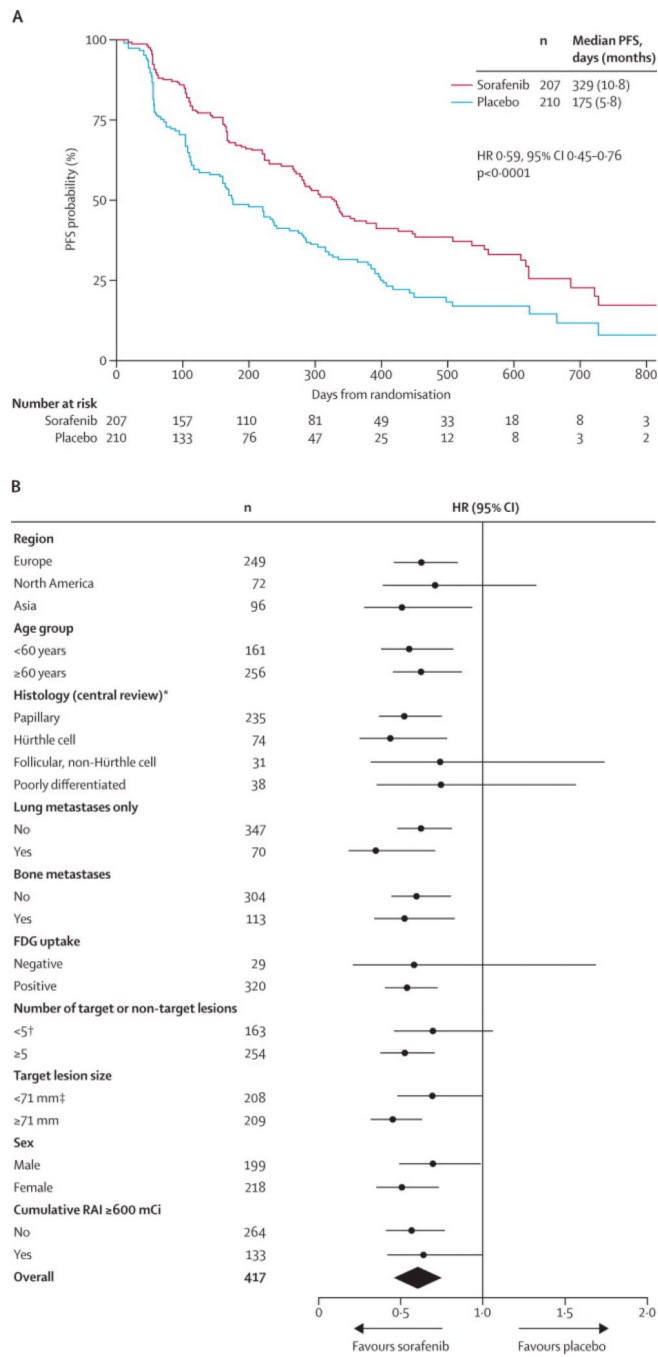 A
n Median PFS,
days (months)
Sorafenib 207 329 (10·8)
Placebo 210 175 (5·8)
HR 0·59, 95% CI 0·45–0·76
p<0·0001
PFS probability (%)
100
75
50
25
0
0 100 200 300 400 500 600 700 800
Days from randomisation
Number at risk
Sorafenib 207 157 110 81 49 33 18 8 3
Placebo 210 133 76 47 25 12 8 3 2
B
n HR (95% CI)
Region
Europe 249
North America 72
Asia 96
Age group
<60 years 161
≥60 years 256
Histology (central review)*
Papillary 235
Hürthle cell 74
Follicular, non-Hürthle cell 31
Poorly differentiated 38
Lung metastases only
No 347
Yes 70
Bone metastases
No 304
Yes 113
FDG uptake
Negative 29
Positive 320
Number of target or non-target lesions
<5† 163
≥5 254
Target lesion size
<71 mm‡ 208
≥71 mm 209
Sex
Male 199
Female 218
Cumulative RAI ≥600 mCi
No 264
Yes 133
Overall 417
0 0·5 1·0 1·5 2·0
Favours sorafenib Favours placebo